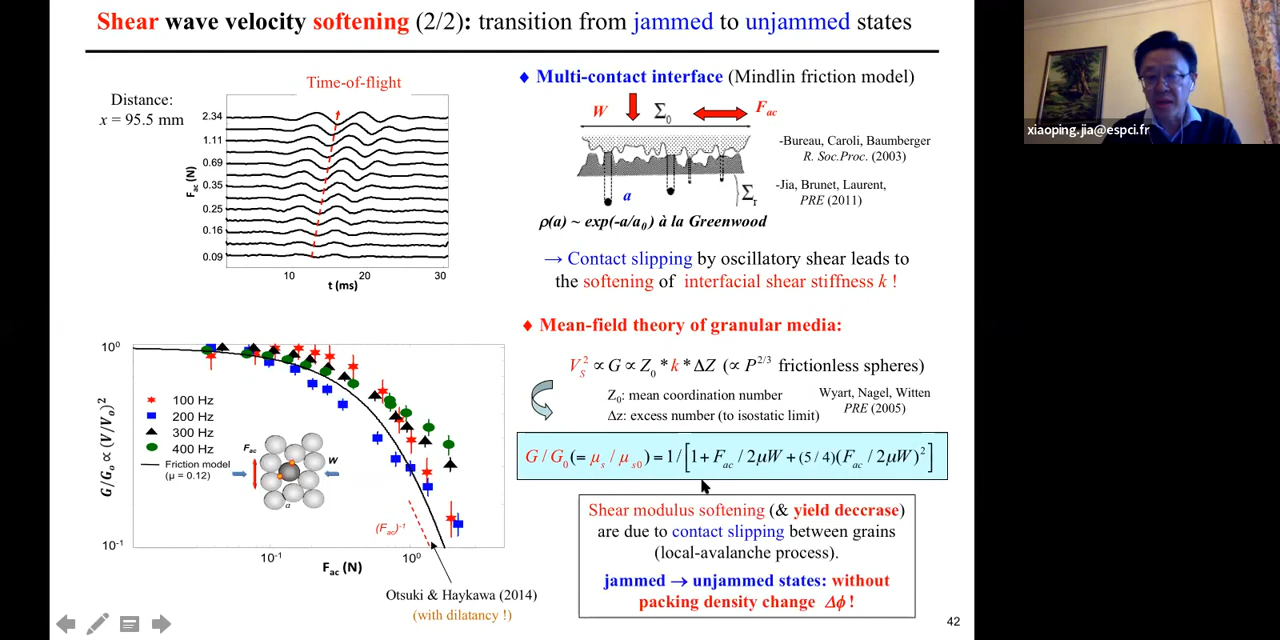 Shear wave velocity softening (2/2): transition from jammed to unjammed states
Time-of-flight
Distance:
x = 95.5 mm
2.34
1.11
0.69
0.35
0.25
0.16
0.09
Fac (N)
10 20 30
t (ms)
♦ Multi-contact interface (Mindlin friction model)
W Σ0 Fac
-Bureau, Caroli, Baumberger
R. Soc.Proc. (2003)
-Jia, Brunet, Laurent,
PRE (2011)
a Σr
ρ(a) ~ exp(-a/a0) à la Greenwood
→ Contact slipping by oscillatory shear leads to
the softening of interfacial shear stiffness k !
♦ Mean-field theory of granular media:
Vs² ∝ G ∝ Z0 * k * ΔZ (∝ P^2/3 frictionless spheres)
Z0: mean coordination number
Δz: excess number (to isostatic limit)
Wyart, Nagel, Witten
PRE (2005)
G / G0 (= μs / μs0) = 1 / [1 + Fac / 2μW + (5/4)(Fac / 2μW)²]
Shear modulus softening (& yield deccrase)
are due to contact slipping between grains
(local-avalanche process).
jammed → unjammed states: without
packing density change Δϕ !
10⁰
10⁻¹
G/Go ∝ (V/Vo)²
100 Hz
200 Hz
300 Hz
400 Hz
Friction model
(μ = 0.12)
Fac
W
a
(Fac)⁻¹
10⁻¹ 10⁰
Fac (N)
Otsuki & Haykawa (2014)
(with dilatancy !)
42
xiaoping.jia@espci.fr